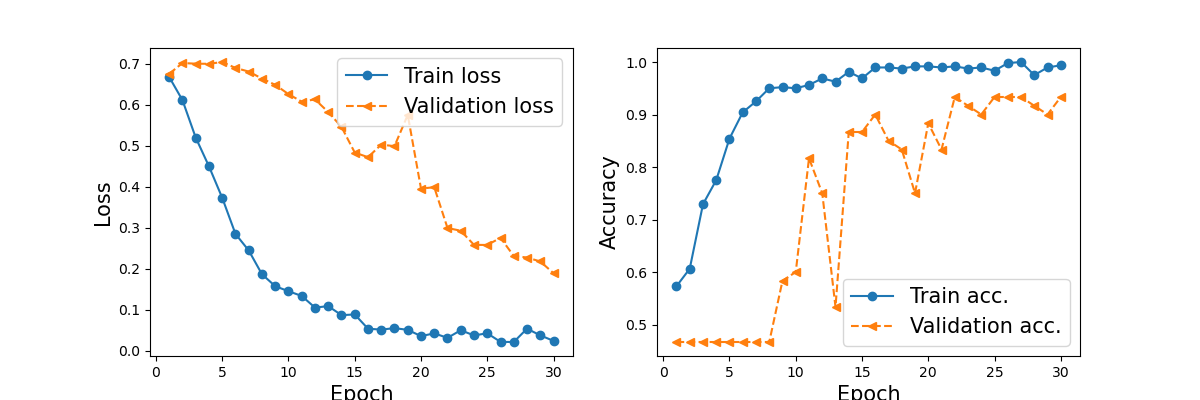 Loss
0.7
0.6
0.5
0.4
0.3
0.2
0.1
0.0
Train loss
Validation loss
0 5 10 15 20 25 30
Epoch
Accuracy
1.0
0.9
0.8
0.7
0.6
0.5
Train acc.
Validation acc.
0 5 10 15 20 25 30
Epoch